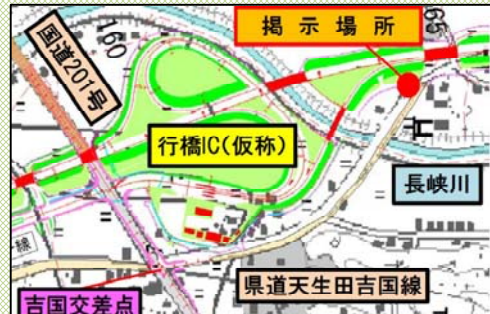 掲示場所
65
国道201号
160
行橋IC(仮称)
H
長峡川
線
県道天生田吉国線
吉国交差点